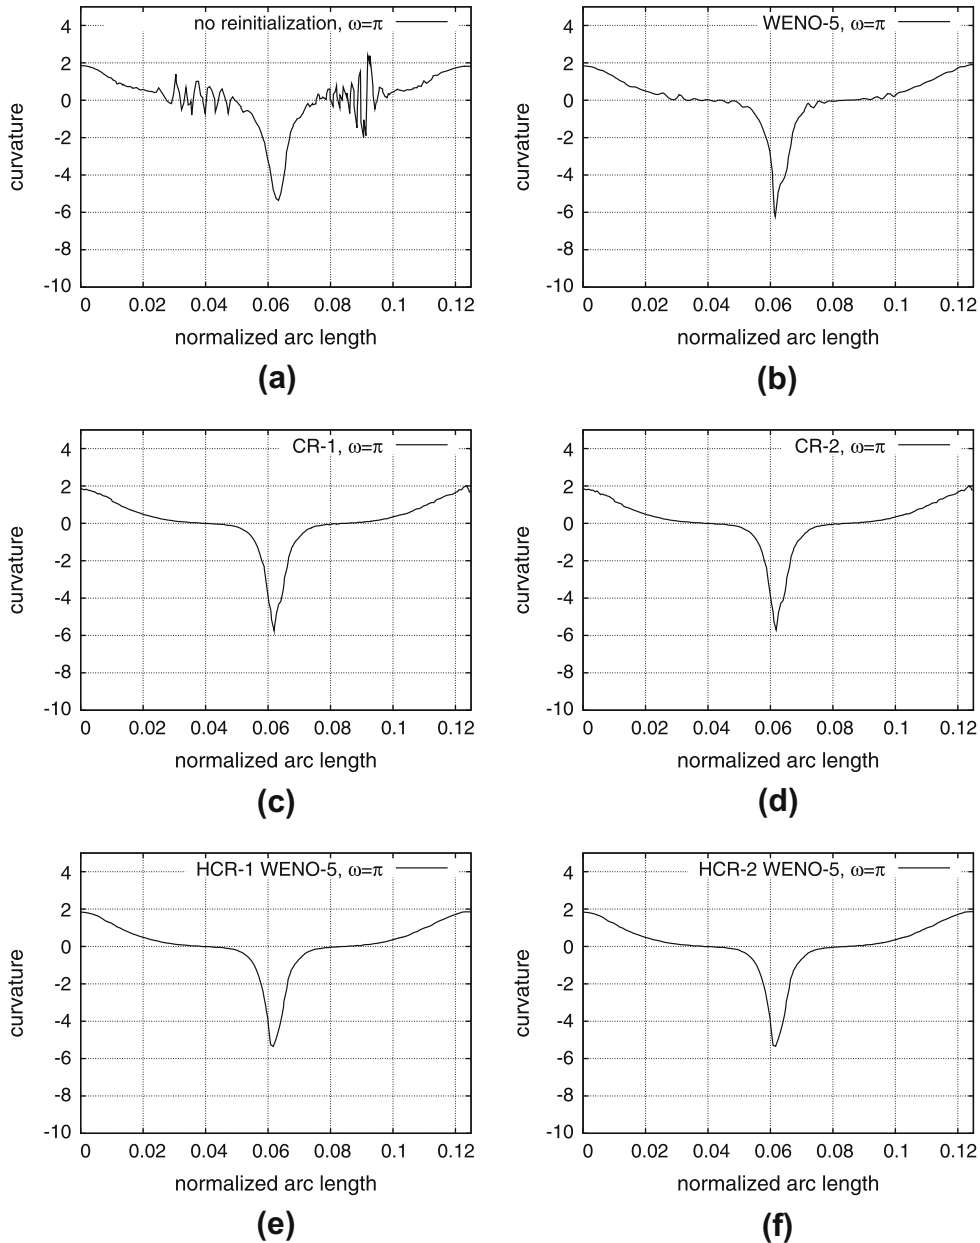 no reinitialization, ω=π
4
2
0
-2
-4
-6
-8
-10
curvature
0 0.02 0.04 0.06 0.08 0.1 0.12
normalized arc length
(a)
WENO-5, ω=π
4
2
0
-2
-4
-6
-8
-10
curvature
0 0.02 0.04 0.06 0.08 0.1 0.12
normalized arc length
(b)
CR-1, ω=π
4
2
0
-2
-4
-6
-8
-10
curvature
0 0.02 0.04 0.06 0.08 0.1 0.12
normalized arc length
(c)
CR-2, ω=π
4
2
0
-2
-4
-6
-8
-10
curvature
0 0.02 0.04 0.06 0.08 0.1 0.12
normalized arc length
(d)
HCR-1 WENO-5, ω=π
4
2
0
-2
-4
-6
-8
-10
curvature
0 0.02 0.04 0.06 0.08 0.1 0.12
normalized arc length
(e)
HCR-2 WENO-5, ω=π
4
2
0
-2
-4
-6
-8
-10
curvature
0 0.02 0.04 0.06 0.08 0.1 0.12
normalized arc length
(f)